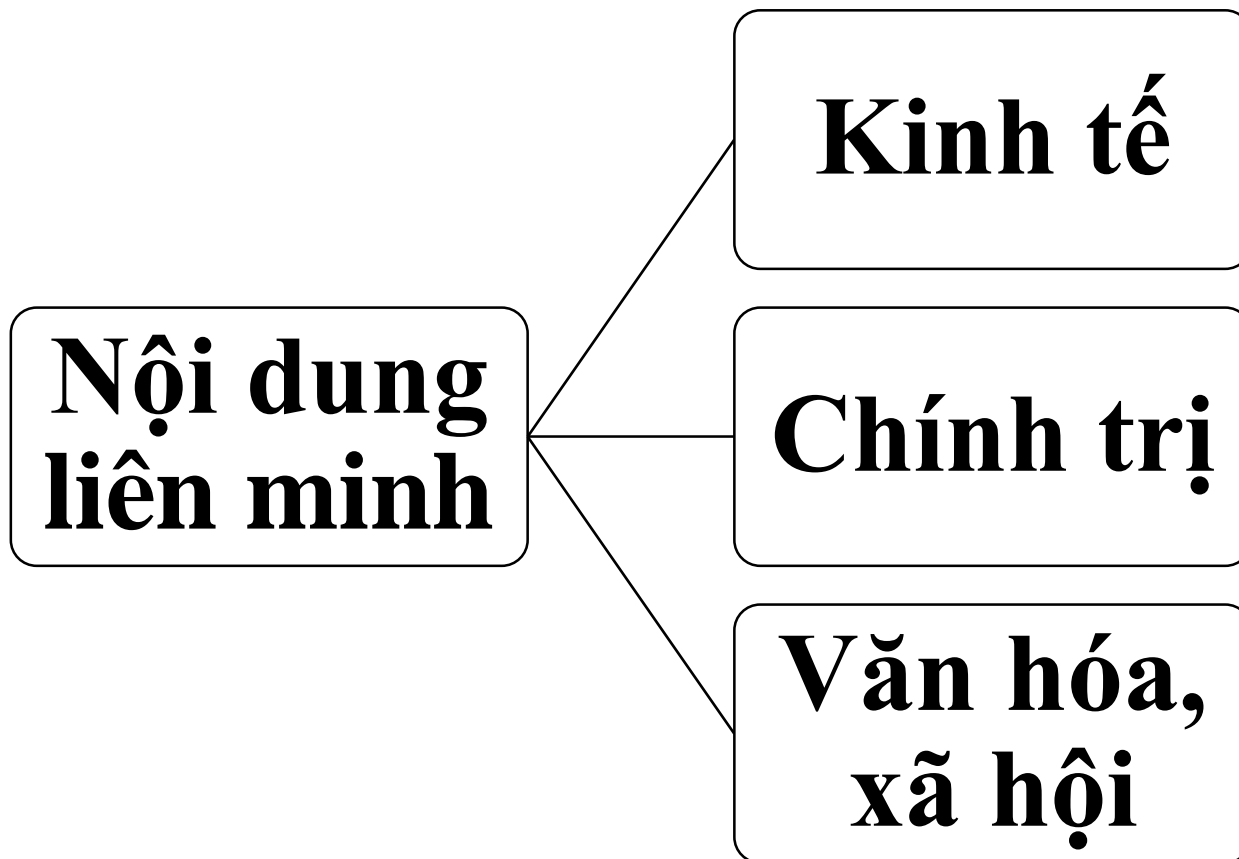 Nội dung
liên minh
Kinh tế
Chính trị
Văn hóa,
xã hội